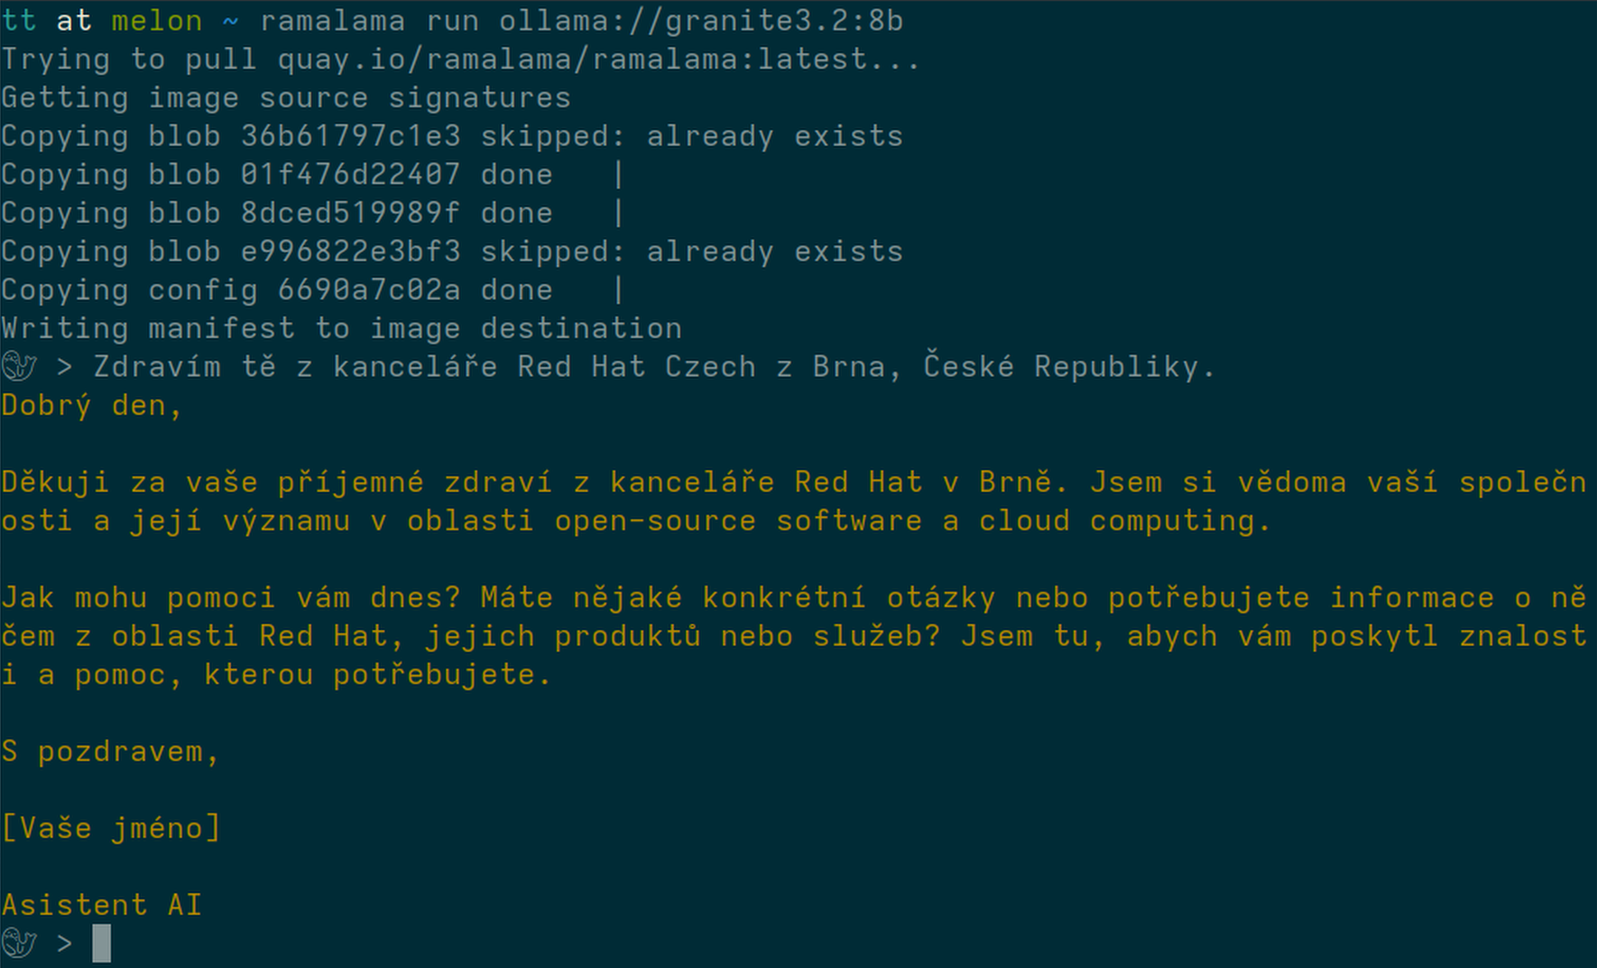 tt at melon ~ ramalama run ollama://granite3.2:8b
Trying to pull quay.io/ramalama/ramalama:latest...
Getting image source signatures
Copying blob 36b61797c1e3 skipped: already exists
Copying blob 01f476d22407 done   |
Copying blob 8dced519989f done   |
Copying blob e996822e3bf3 skipped: already exists
Copying config 6690a7c02a done   |
Writing manifest to image destination
🦭 > Zdravím tě z kanceláře Red Hat Czech z Brna, České Republiky.
Dobrý den,

Děkuji za vaše příjemné zdraví z kanceláře Red Hat v Brně. Jsem si vědoma vaší společn
osti a její významu v oblasti open-source software a cloud computing.

Jak mohu pomoci vám dnes? Máte nějaké konkrétní otázky nebo potřebujete informace o ně
čem z oblasti Red Hat, jejich produktů nebo služeb? Jsem tu, abych vám poskytl znalost
i a pomoc, kterou potřebujete.

S pozdravem,

[Vaše jméno]

Asistent AI
🦭 >